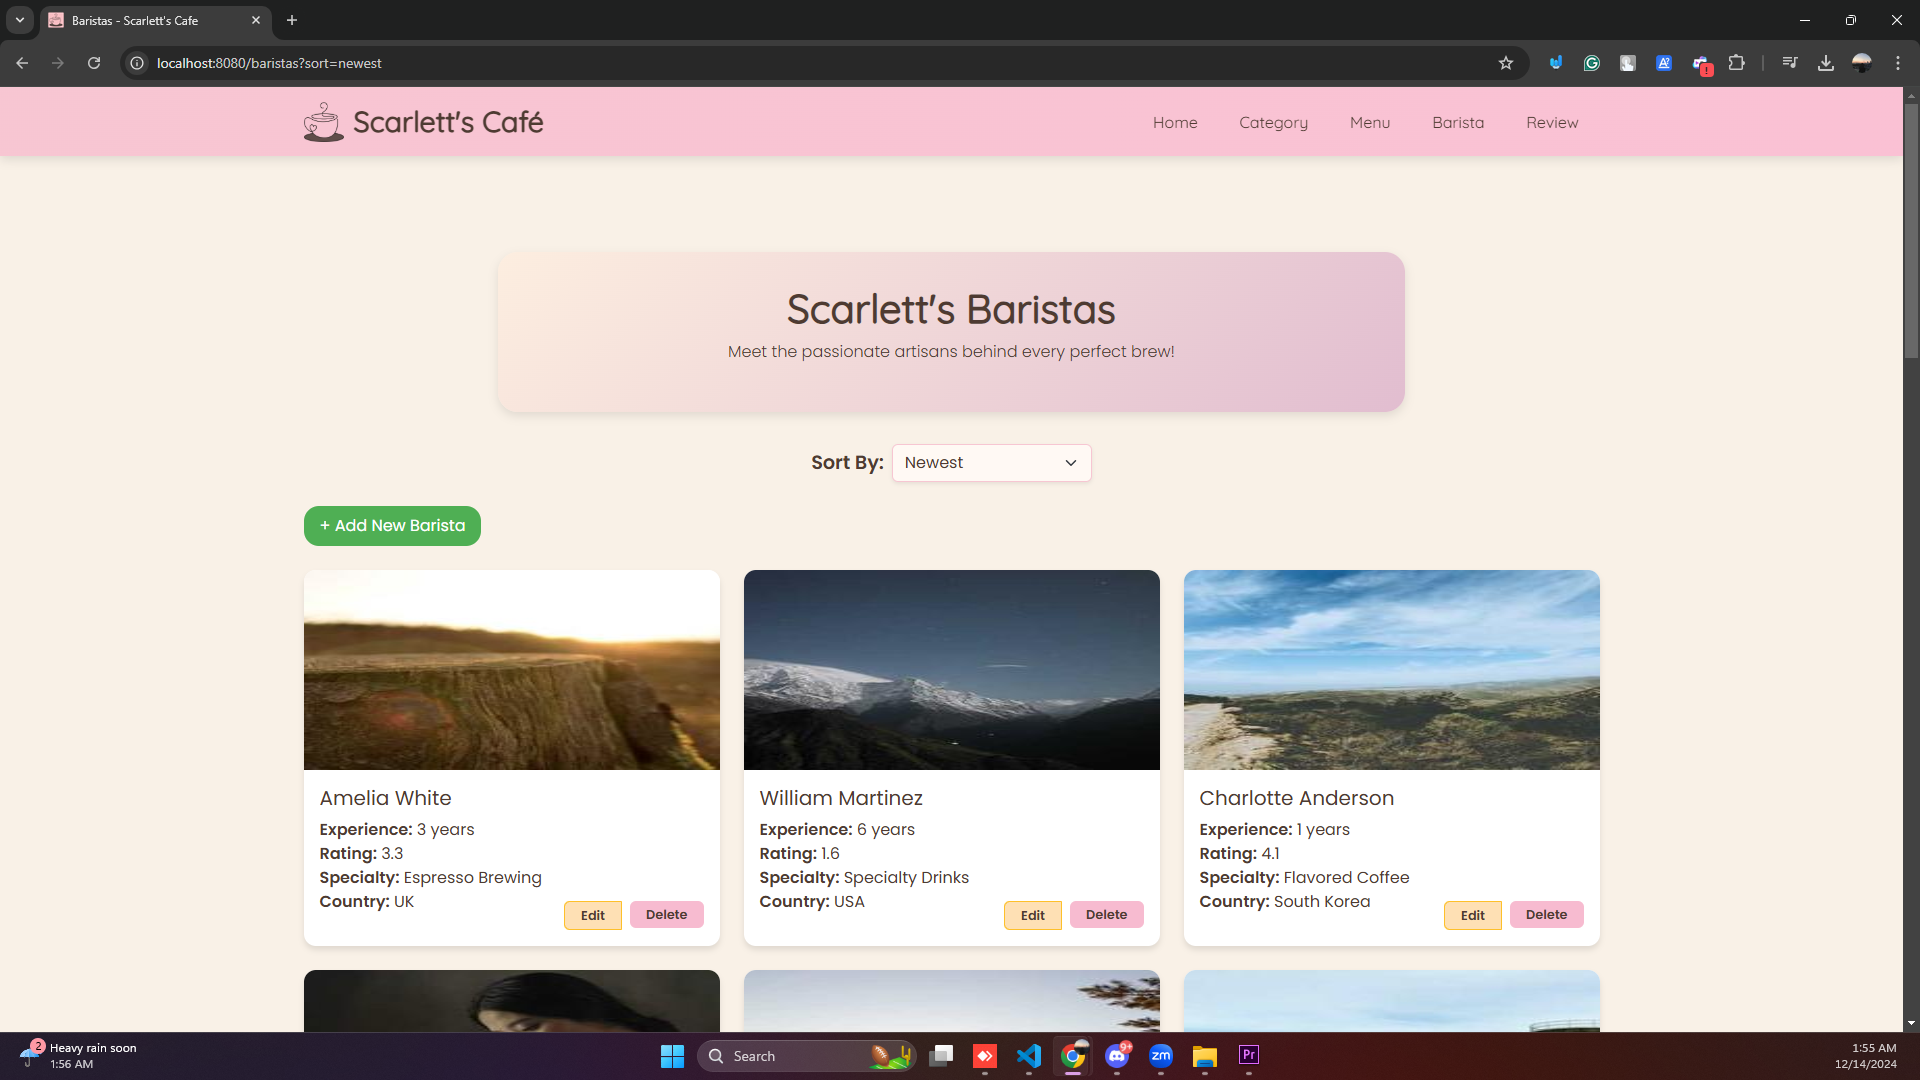 Baristas - Scarlett's Cafe
localhost:8080/baristas?sort=newest
Scarlett's Café
Home
Category
Menu
Barista
Review
Scarlett's Baristas
Meet the passionate artisans behind every perfect brew!
Sort By:
Newest
+ Add New Barista
Amelia White
Experience: 3 years
Rating: 3.3
Specialty: Espresso Brewing
Country: UK
Edit
Delete
William Martinez
Experience: 6 years
Rating: 1.6
Specialty: Specialty Drinks
Country: USA
Edit
Delete
Charlotte Anderson
Experience: 1 years
Rating: 4.1
Specialty: Flavored Coffee
Country: South Korea
Edit
Delete
2
Heavy rain soon
1:56 AM
Search
9+
zm
Pr
1:55 AM
12/14/2024